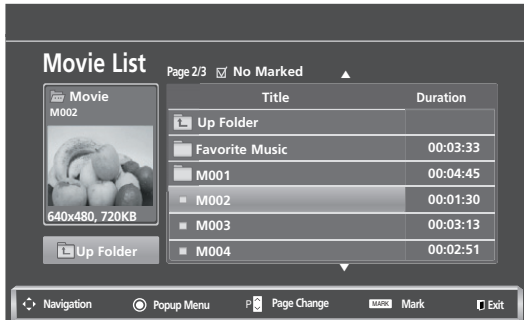 Movie List
Page 2/3 No Marked
Movie
M002
640x480, 720KB
Up Folder
Title Duration
Up Folder
Favorite Music 00:03:33
M001 00:04:45
M002 00:01:30
M003 00:03:13
M004 00:02:51
Navigation Popup Menu P Page Change MARK Mark Exit